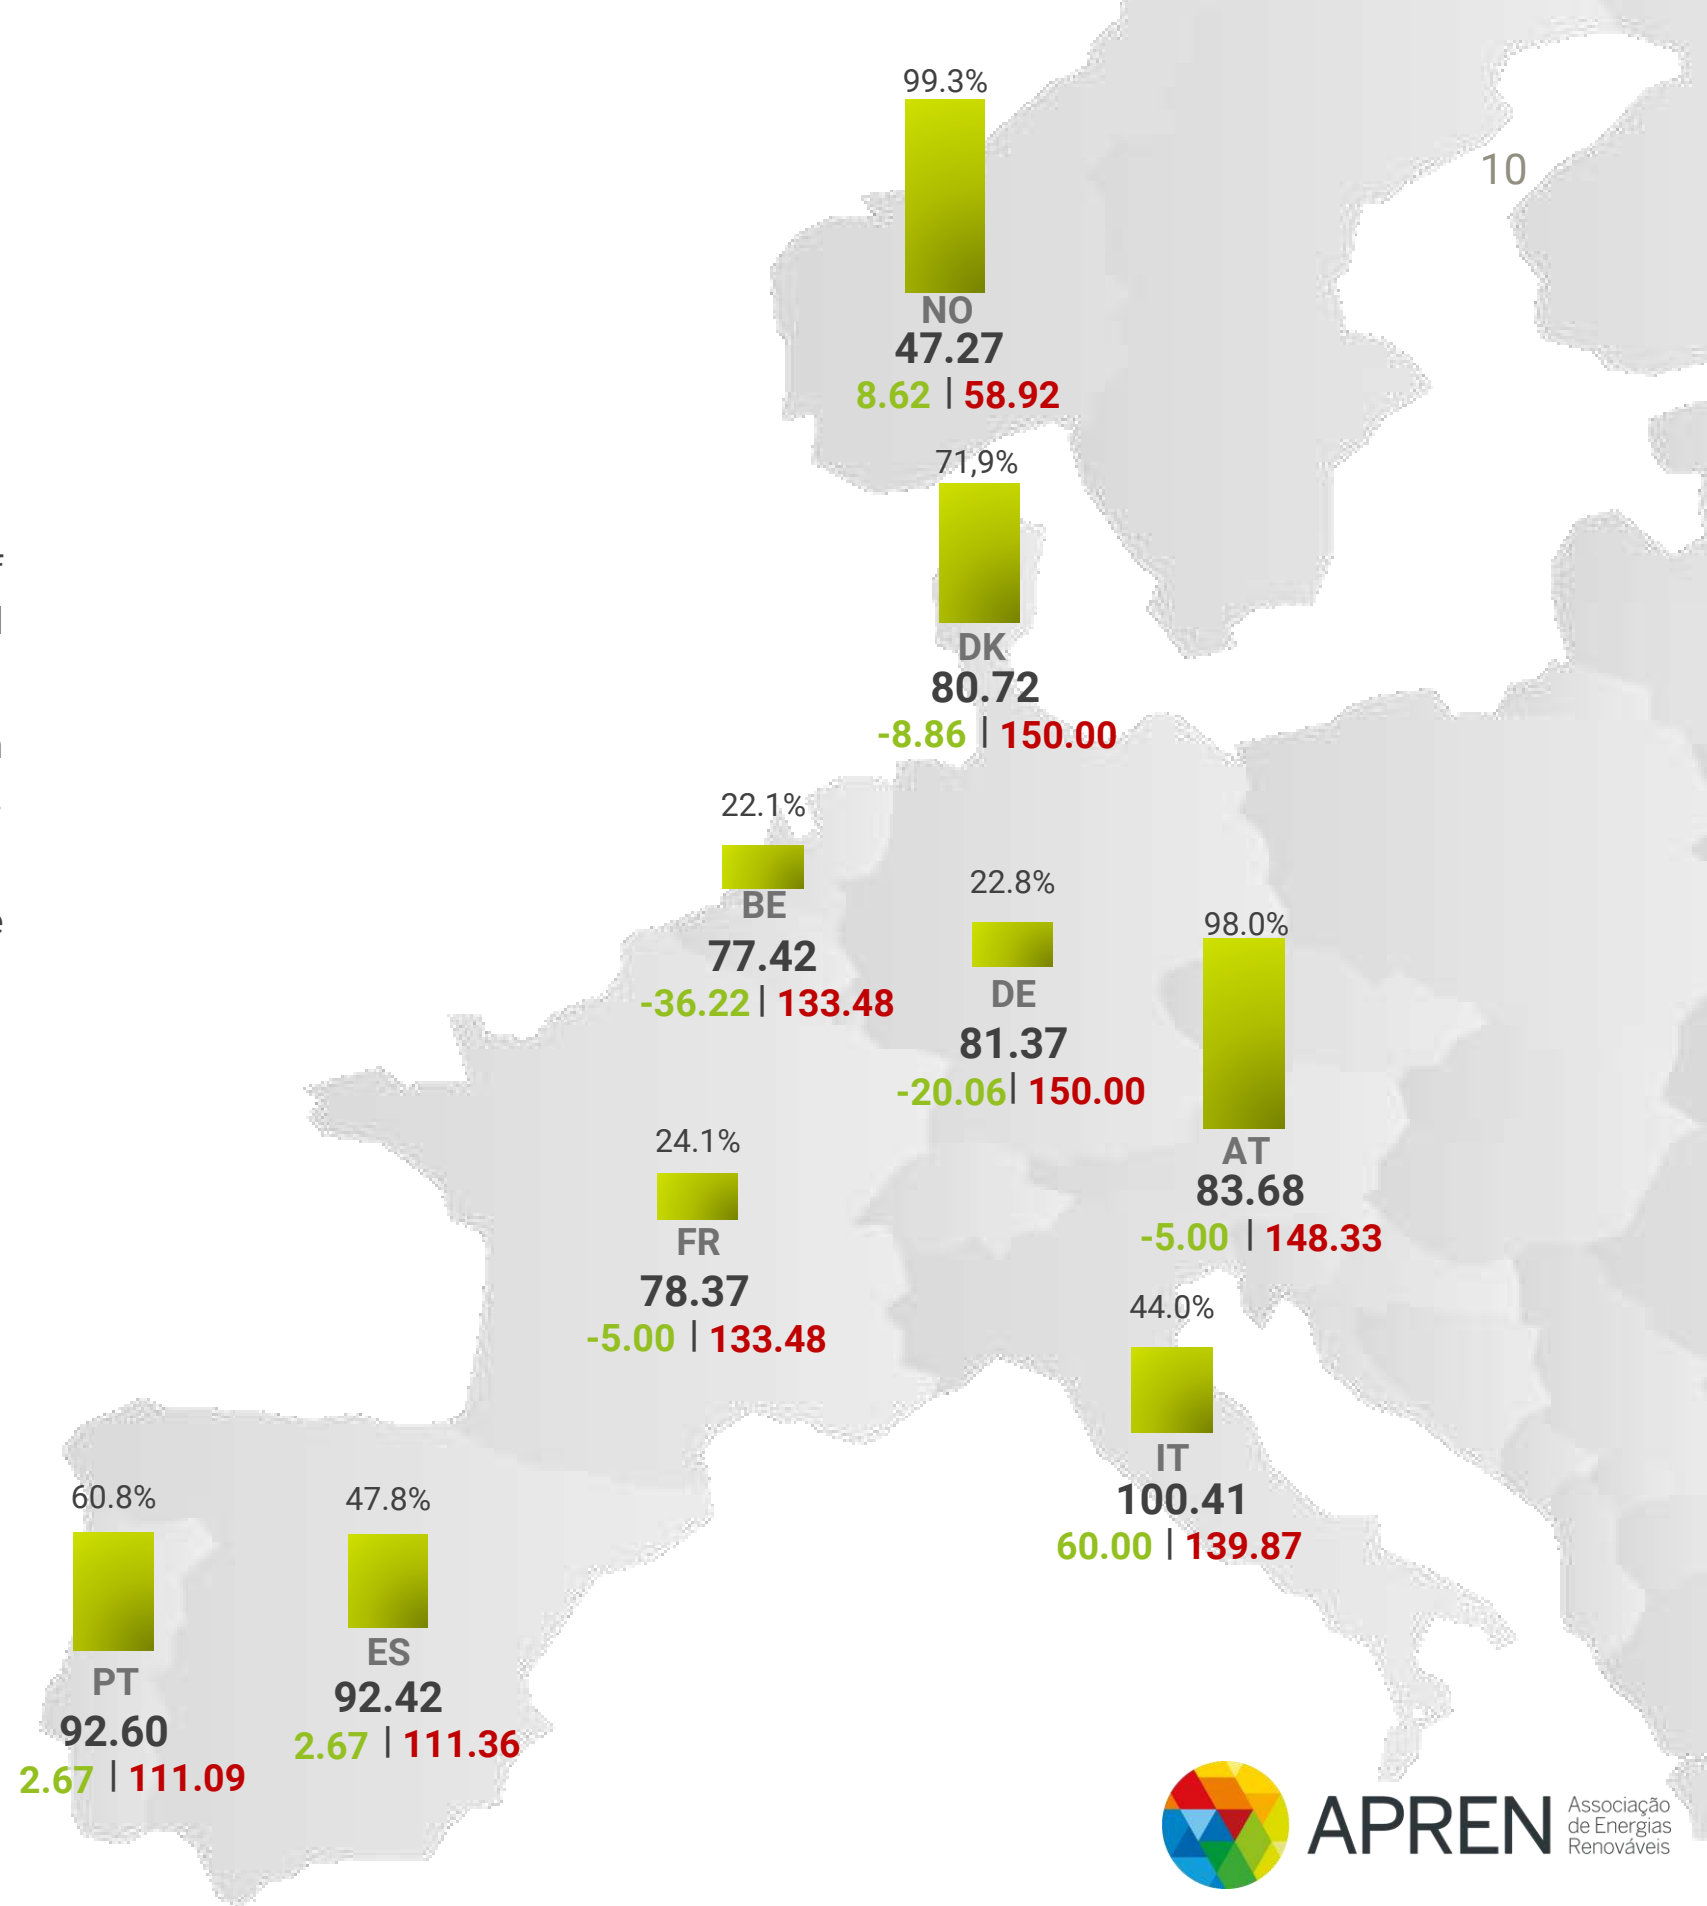 99.3%
10
NO
47.27
8.62 | 58.92
71,9%
DK
80.72
-8.86 | 150.00
22.1%
BE
77.42
-36.22 | 133.48
22.8%
DE
81.37
-20.06 | 150.00
98.0%
AT
83.68
-5.00 | 148.33
24.1%
FR
78.37
-5.00 | 133.48
44.0%
IT
100.41
60.00 | 139.87
60.8%
PT
92.60
2.67 | 111.09
47.8%
ES
92.42
2.67 | 111.36
APREN
Associação
de Energias
Renováveis